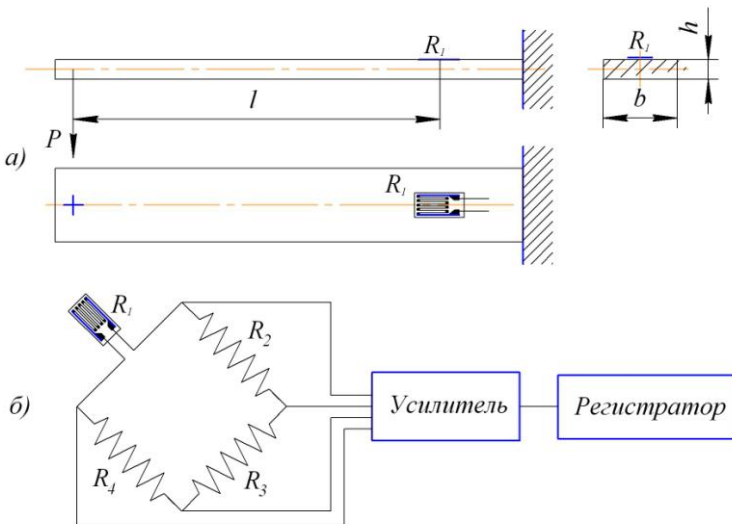 R₁
R₁
h
l
b
P
а)
R₁
R₁
R₂
б)
Усилитель
Регистратор
R₄
R₃